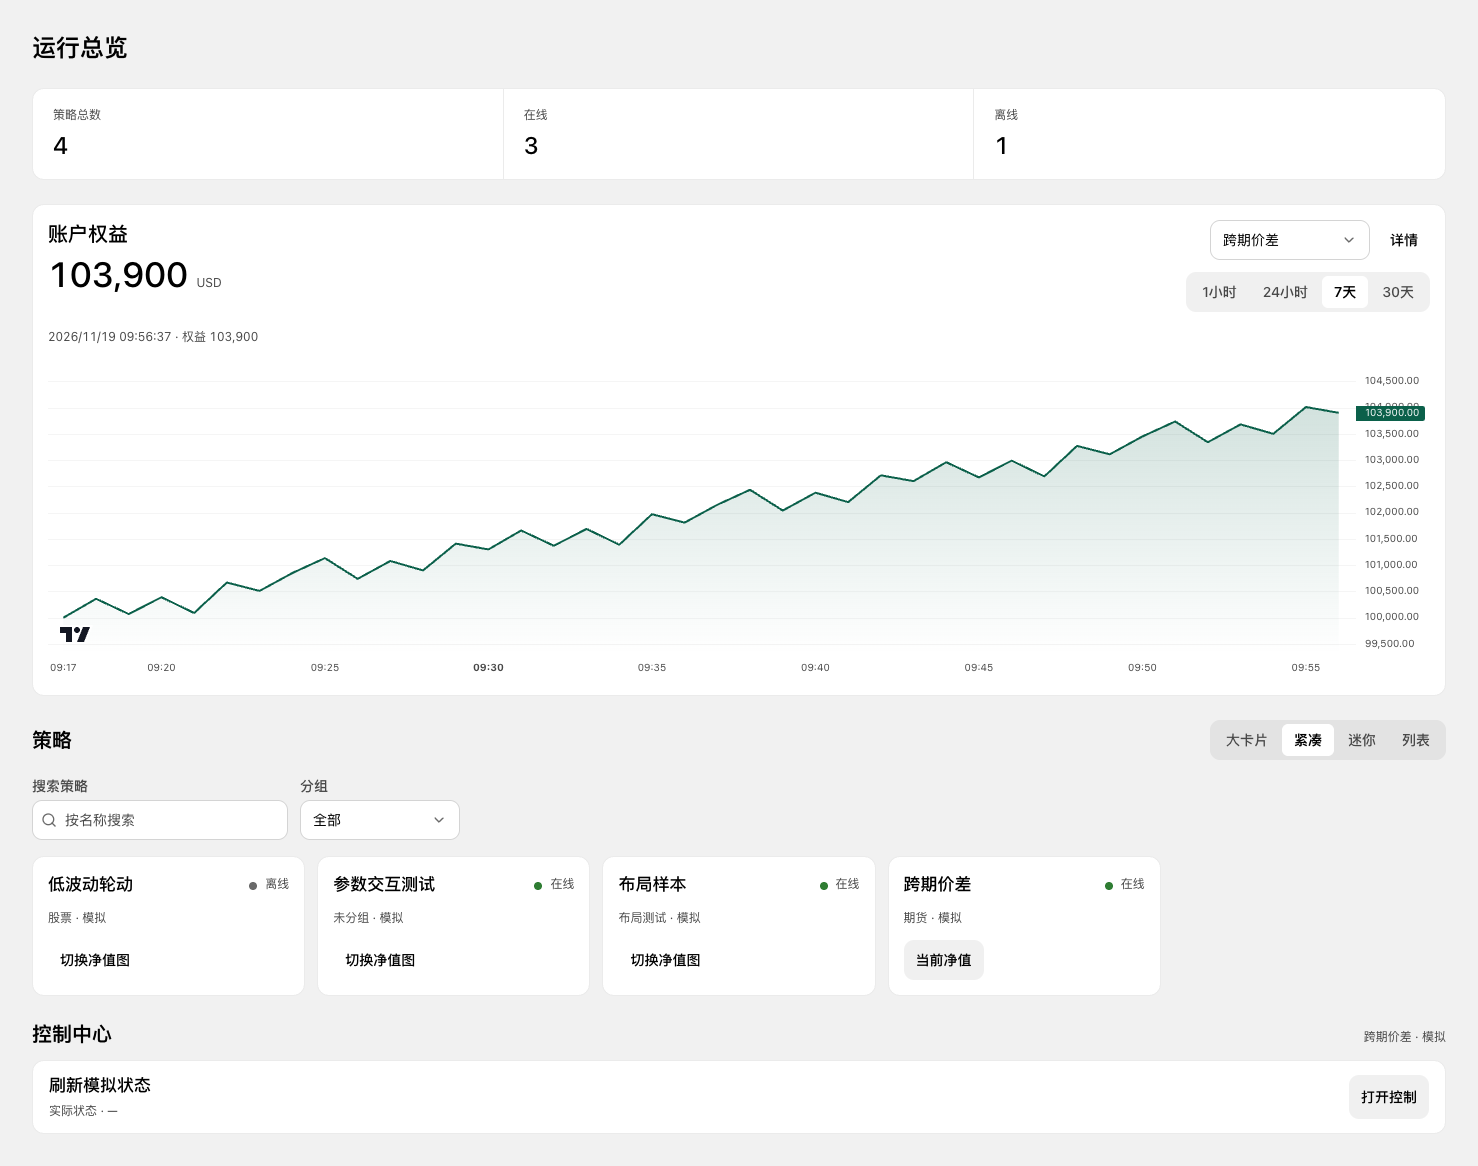 运行总览
策略总数
4
在线
3
离线
1
账户权益
103,900 USD
跨期价差
详情
1小时 24小时 7天 30天
2026/11/19 09:56:37 · 权益 103,900
104,500.00
103,900.00
103,500.00
103,000.00
102,500.00
102,000.00
101,500.00
101,000.00
100,500.00
100,000.00
99,500.00
09:17 09:20 09:25 09:30 09:35 09:40 09:45 09:50 09:55
策略
大卡片 紧凑 迷你 列表
搜索策略
按名称搜索
分组
全部
低波动轮动 离线
股票 · 模拟
切换净值图
参数交互测试 在线
未分组 · 模拟
切换净值图
布局样本 在线
布局测试 · 模拟
切换净值图
跨期价差 在线
期货 · 模拟
当前净值
控制中心
跨期价差 · 模拟
刷新模拟状态
实际状态 · —
打开控制